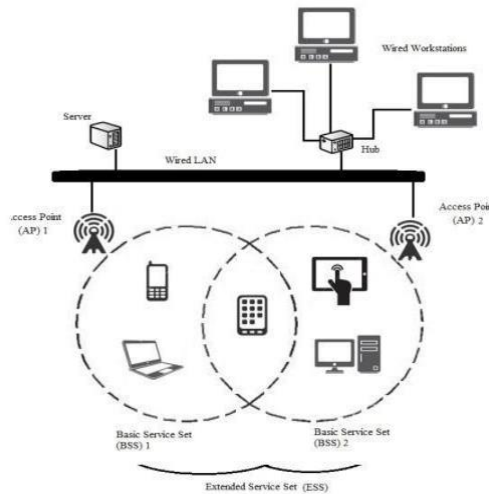 Wired Workstations
Server
Hub
Wired LAN
.ccess Point
(AP) 1
Access Poin
(AP) 2
Basic Service Set
(BSS) 1
Basic Service Set
(BSS) 2
Extended Service Set (ESS)